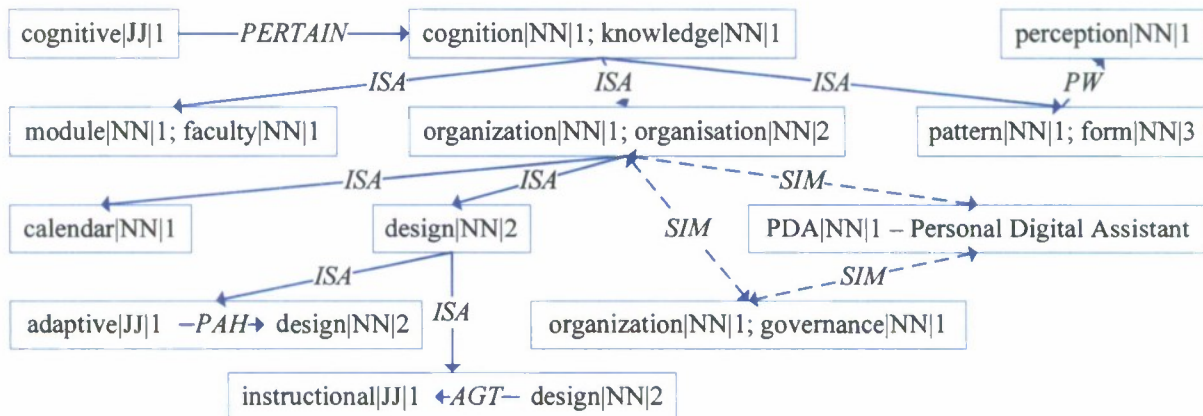 cognitive|JJ|1 PERTAIN cognition|NN|1; knowledge|NN|1 perception|NN|1
ISA ISA ISA PW
module|NN|1; faculty|NN|1 organization|NN|1; organisation|NN|2 pattern|NN|1; form|NN|3
ISA ISA SIM
calendar|NN|1 design|NN|2 SIM PDA|NN|1 – Personal Digital Assistant
ISA ISA SIM
adaptive|JJ|1 PAH design|NN|2 organization|NN|1; governance|NN|1
instructional|JJ|1 AGT design|NN|2